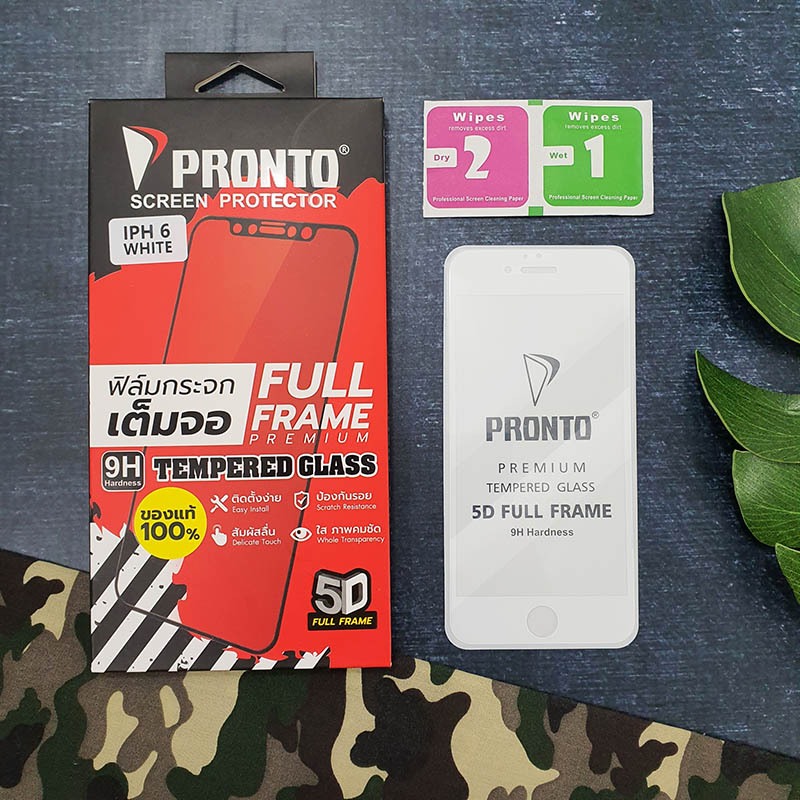 PRONTO®
SCREEN PROTECTOR
IPH 6
WHITE
ฟิล์มกระจก
เต็มจอ
FULL
FRAME
PREMIUM
9H
Hardness
TEMPERED GLASS
ของแท้
100%
ติดตั้งง่าย
Easy Install
ป้องกันรอย
Scratch Resistance
สัมผัสลื่น
Delicate Touch
ใส ภาพคมชัด
Whole Transparency
5D
FULL FRAME
Wipes
removes excess dirt
Dry
2
Professional Screen Cleaning Paper
Wipes
removes excess dirt
Wet
1
Professional Screen Cleaning Paper
PRONTO®
PREMIUM
TEMPERED GLASS
5D FULL FRAME
9H Hardness